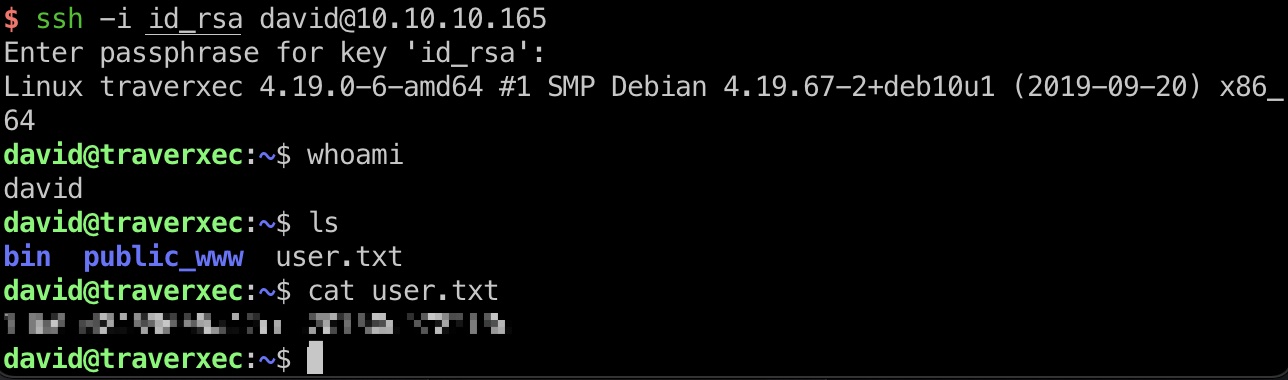 $ ssh -i id_rsa david@10.10.10.165
Enter passphrase for key 'id_rsa':
Linux traverxec 4.19.0-6-amd64 #1 SMP Debian 4.19.67-2+deb10u1 (2019-09-20) x86_
64
david@traverxec:~$ whoami
david
david@traverxec:~$ ls
bin  public_www  user.txt
david@traverxec:~$ cat user.txt
david@traverxec:~$